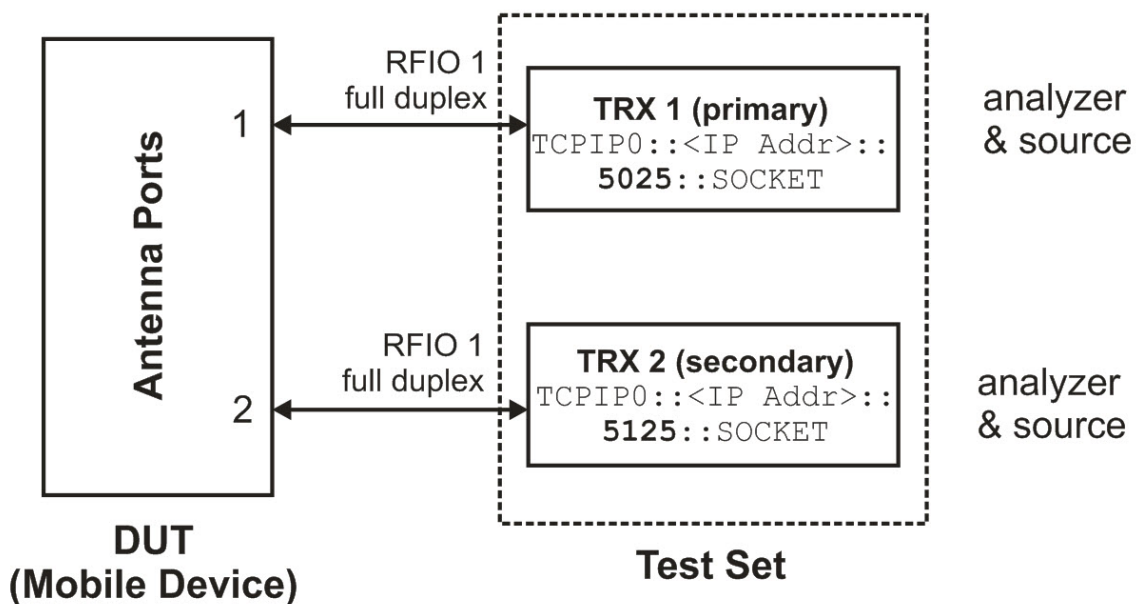 Antenna Ports
1
2
DUT
(Mobile Device)
RFIO 1
full duplex
RFIO 1
full duplex
TRX 1 (primary)
TCPIP0::<IP Addr>::
5025::SOCKET
TRX 2 (secondary)
TCPIP0::<IP Addr>::
5125::SOCKET
Test Set
analyzer
& source
analyzer
& source